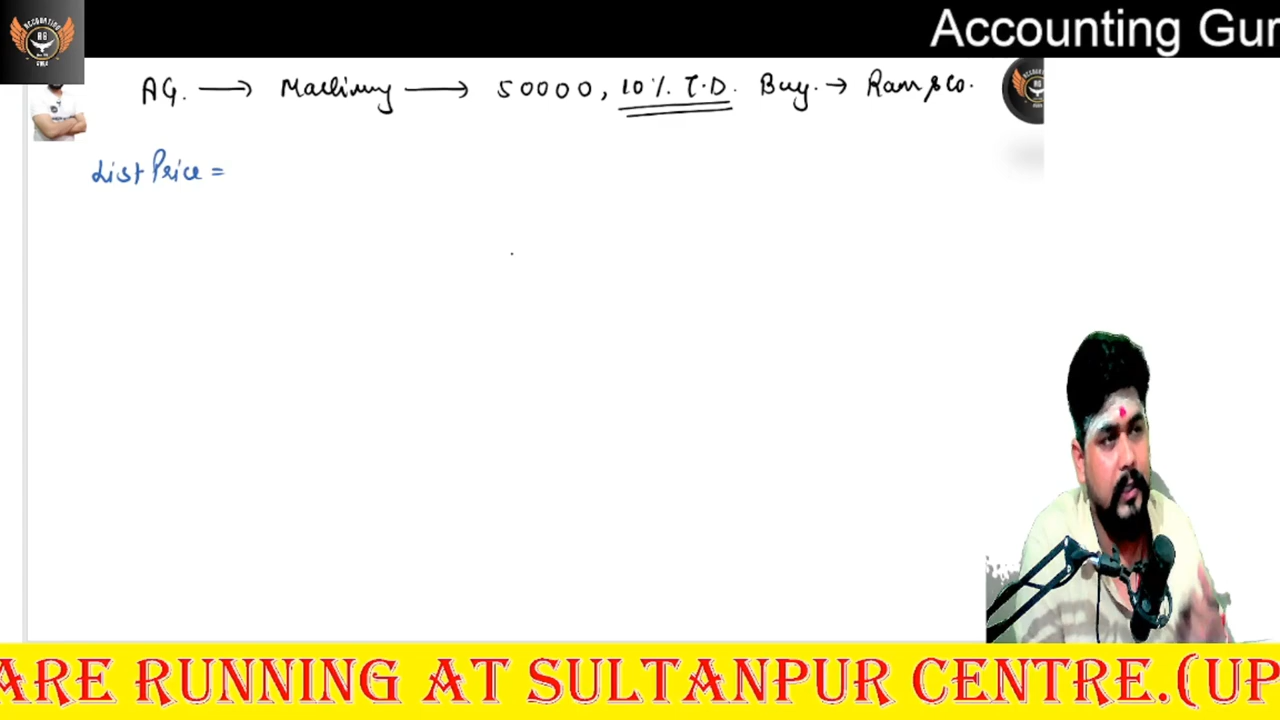 Accounting Gur
AG. → Machinery → 50000, 10% T.D. Buy. → Ram & Co.
List Price =
ARE RUNNING AT SULTANPUR CENTRE.(UP